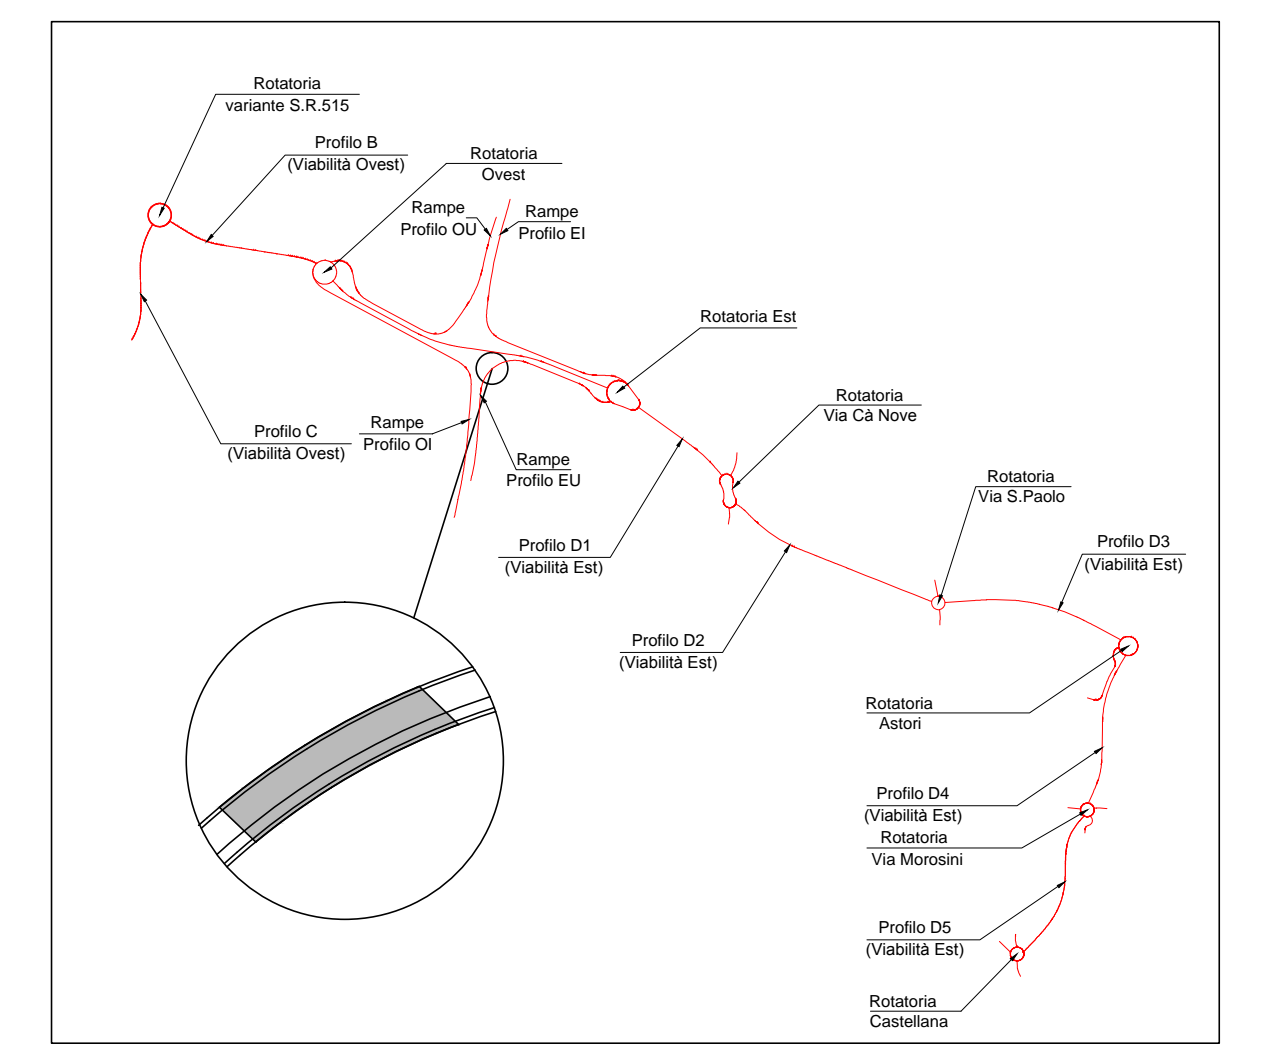 Rotatoria
variante S.R.515
Profilo B
(Viabilità Ovest)
Rotatoria
Ovest
Rampe
Profilo OU
Rampe
Profilo EI
Rotatoria Est
Rotatoria
Via Cà Nove
Profilo C
(Viabilità Ovest)
Rampe
Profilo OI
Rampe
Profilo EU
Rotatoria
Via S.Paolo
Profilo D1
(Viabilità Est)
Profilo D3
(Viabilità Est)
Profilo D2
(Viabilità Est)
Rotatoria
Astori
Profilo D4
(Viabilità Est)
Rotatoria
Via Morosini
Profilo D5
(Viabilità Est)
Rotatoria
Castellana